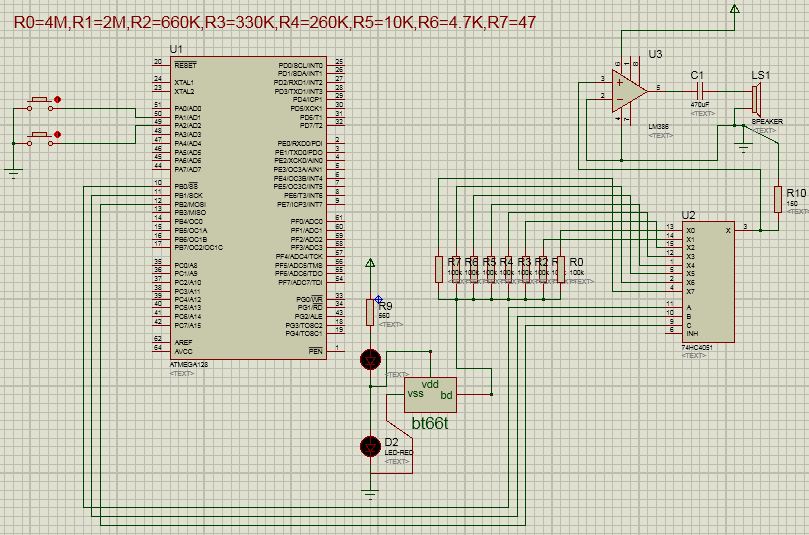 R0=4M,R1=2M,R2=660K,R3=330K,R4=260K,R5=10K,R6=4.7K,R7=47
U1
20 RESET PD0/SCL/INT0 25
PD1/SDA/INT1 26
24 XTAL1 PD2/RXD1/INT2 27
23 XTAL2 PD3/TXD1/INT3 28
PD4/ICP1 29
51 PA0/AD0 PD5/XCK1 30
50 PA1/AD1 PD6/T1 31
49 PA2/AD2 PD7/T2 32
48 PA3/AD3
47 PA4/AD4 PE0/RXD0/PDI 2
46 PA5/AD5 PE1/TXD0/PDO 3
45 PA6/AD6 PE2/XCK0/AIN0 4
44 PA7/AD7 PE3/OC3A/AIN1 5
PE4/OC3B/INT4 6
10 PB0/SS PE5/OC3C/INT5 7
11 PB1/SCK PE6/T3/INT6 8
12 PB2/MOSI PE7/ICP3/INT7 9
13 PB3/MISO
14 PB4/OC0 PF0/ADC0 61
15 PB5/OC1A PF1/ADC1 60
16 PB6/OC1B PF2/ADC2 59
17 PB7/OC2/OC1C PF3/ADC3 58
PF4/ADC4/TCK 57
35 PC0/A8 PF5/ADC5/TMS 56
36 PC1/A9 PF6/ADC6/TDO 55
37 PC2/A10 PF7/ADC7/TDI 54
38 PC3/A11
39 PC4/A12 PG0/WR 33
40 PC5/A13 PG1/RD 34
41 PC6/A14 PG2/ALE 43
42 PC7/A15 PG3/TOSC2 18
PG4/TOSC1 19
62 AREF
64 AVCC PEN 1
ATMEGA128
<TEXT>
U3
6 1 8
3
2
5
4 7
LM386
<TEXT>
C1
470uF
<TEXT>
LS1
SPEAKER
<TEXT>
R10
150
<TEXT>
U2
13 X0 X 3
14 X1
15 X2
12 X3
1 X4
5 X5
2 X6
4 X7
11 A
10 B
9 C
6 INH
74HC4051
<TEXT>
R7 R6 R5 R4 R3 R2 R R0
100k
<TEXT>
R9
560
<TEXT>
<TEXT>
vdd
vss bd
bt66t
D2
LED-RED
<TEXT>